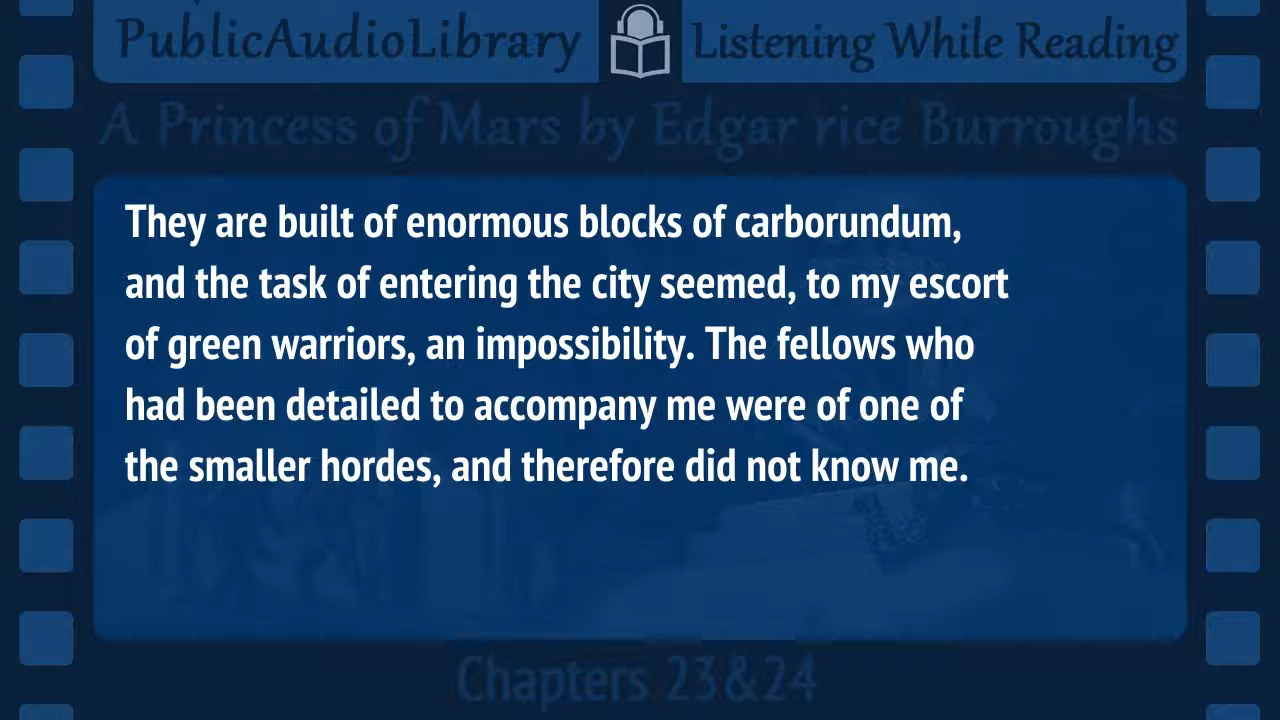 PublicAudioLibrary Listening While Reading
A Princess of Mars by Edgar rice Burroughs
They are built of enormous blocks of carborundum,
and the task of entering the city seemed, to my escort
of green warriors, an impossibility. The fellows who
had been detailed to accompany me were of one of
the smaller hordes, and therefore did not know me.
Chapters 23&24